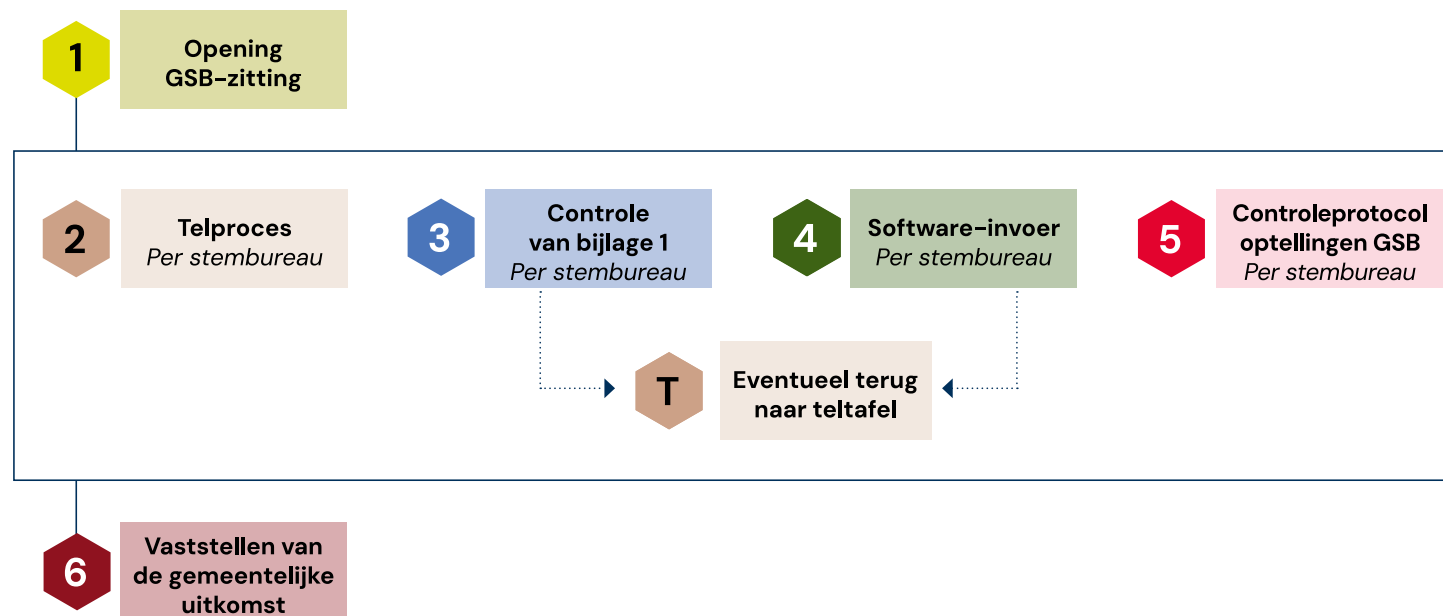 1
Opening
GSB-zitting
2
Telproces
Per stembureau
3
Controle
van bijlage 1
Per stembureau
4
Software-invoer
Per stembureau
5
Controleprotocol
optellingen GSB
Per stembureau
T
Eventueel terug
naar teltafel
6
Vaststellen van
de gemeentelijke
uitkomst